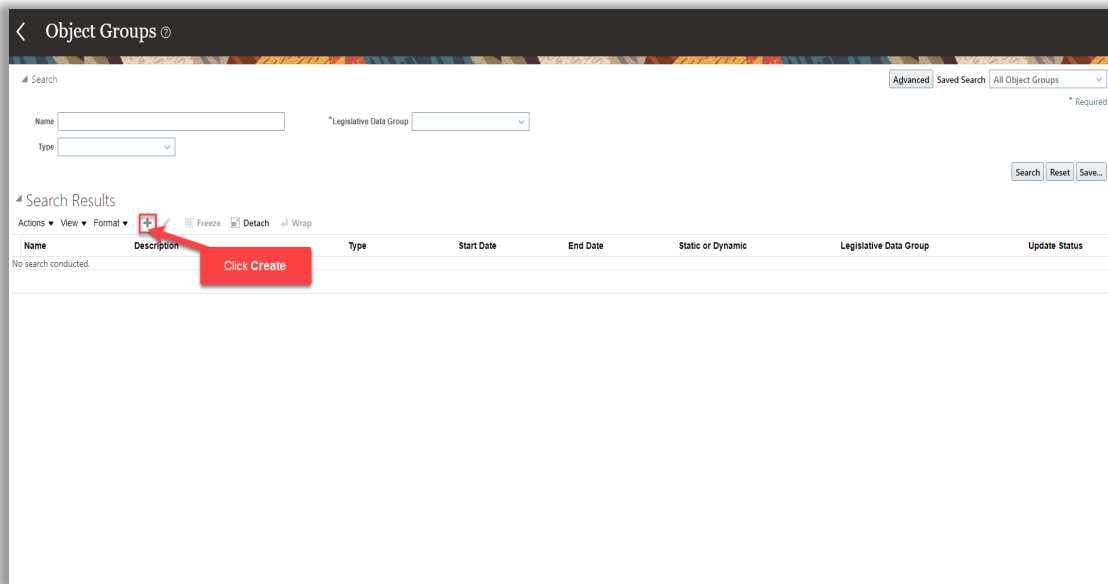 Object Groups
Search
Advanced Saved Search All Object Groups
* Required
Name *Legislative Data Group
Type
Search Reset Save...
Search Results
Actions View Format Freeze Detach Wrap
Name Description Type Start Date End Date Static or Dynamic Legislative Data Group Update Status
No search conducted.
Click Create